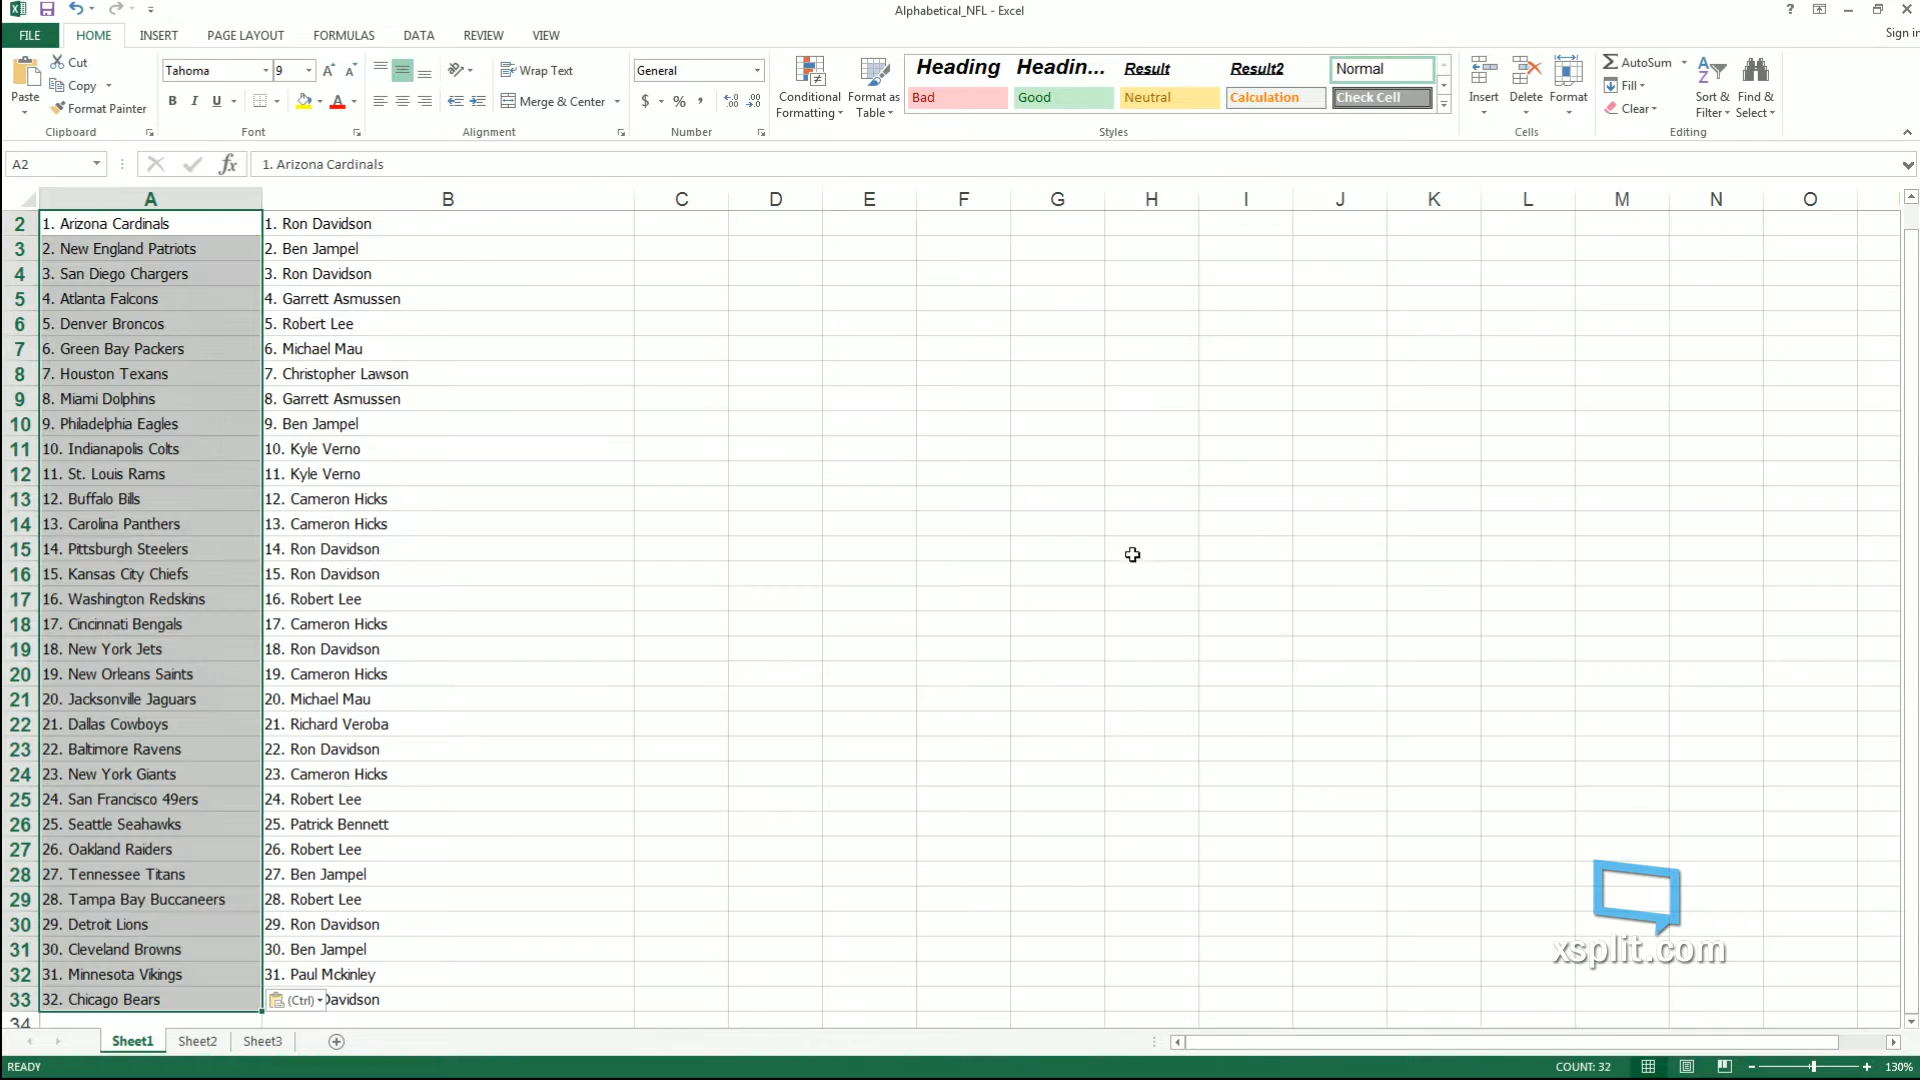 Alphabetical_NFL - Excel
?
Sign in
FILE HOME INSERT PAGE LAYOUT FORMULAS DATA REVIEW VIEW
Paste
Cut
Copy
Format Painter
Clipboard
Tahoma 9
B I U
Font
Wrap Text
Merge & Center
Alignment
General
$ % ,
Number
Conditional Formatting
Format as Table
Heading Headin... Result Result2 Normal
Bad Good Neutral Calculation Check Cell
Styles
Insert Delete Format
Cells
AutoSum
Fill
Clear
Sort & Filter
Find & Select
Editing
A2 fx 1. Arizona Cardinals
A B C D E F G H I J K L M N O
2 1. Arizona Cardinals 1. Ron Davidson
3 2. New England Patriots 2. Ben Jampel
4 3. San Diego Chargers 3. Ron Davidson
5 4. Atlanta Falcons 4. Garrett Asmussen
6 5. Denver Broncos 5. Robert Lee
7 6. Green Bay Packers 6. Michael Mau
8 7. Houston Texans 7. Christopher Lawson
9 8. Miami Dolphins 8. Garrett Asmussen
10 9. Philadelphia Eagles 9. Ben Jampel
11 10. Indianapolis Colts 10. Kyle Verno
12 11. St. Louis Rams 11. Kyle Verno
13 12. Buffalo Bills 12. Cameron Hicks
14 13. Carolina Panthers 13. Cameron Hicks
15 14. Pittsburgh Steelers 14. Ron Davidson
16 15. Kansas City Chiefs 15. Ron Davidson
17 16. Washington Redskins 16. Robert Lee
18 17. Cincinnati Bengals 17. Cameron Hicks
19 18. New York Jets 18. Ron Davidson
20 19. New Orleans Saints 19. Cameron Hicks
21 20. Jacksonville Jaguars 20. Michael Mau
22 21. Dallas Cowboys 21. Richard Veroba
23 22. Baltimore Ravens 22. Ron Davidson
24 23. New York Giants 23. Cameron Hicks
25 24. San Francisco 49ers 24. Robert Lee
26 25. Seattle Seahawks 25. Patrick Bennett
27 26. Oakland Raiders 26. Robert Lee
28 27. Tennessee Titans 27. Ben Jampel
29 28. Tampa Bay Buccaneers 28. Robert Lee
30 29. Detroit Lions 29. Ron Davidson
31 30. Cleveland Browns 30. Ben Jampel
32 31. Minnesota Vikings 31. Paul Mckinley
33 32. Chicago Bears (Ctrl) Davidson
34
xsplit.com
Sheet1 Sheet2 Sheet3
READY COUNT: 32 130%